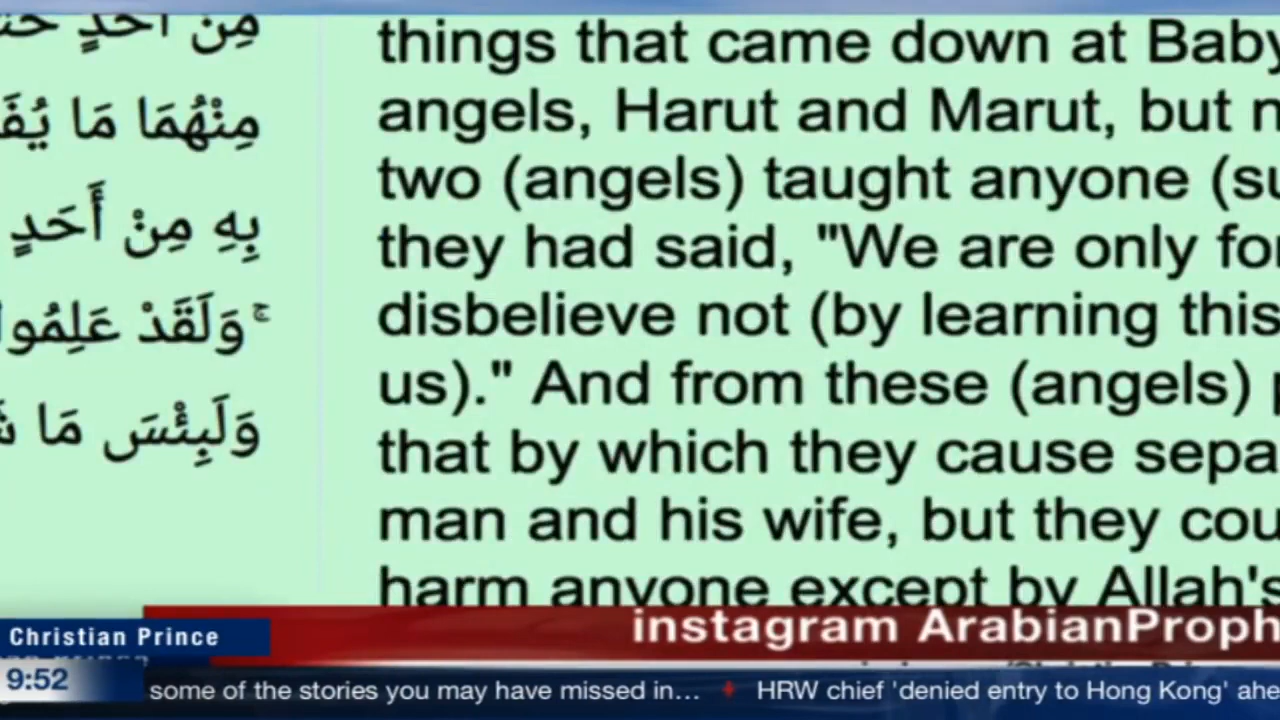 مِنْ أَحَدٍ
مِنْهُمَا مَا
بِهِ مِنْ أَحَدٍ
ۚ وَلَقَدْ عَلِمُوا
وَلَبِئْسَ مَا
things that came down at Baby
angels, Harut and Marut, but n
two (angels) taught anyone (su
they had said, "We are only for
disbelieve not (by learning this
us)." And from these (angels) p
that by which they cause sepa
man and his wife, but they cou
harm anyone except by Allah's
instagram ArabianProph
Christian Prince
9:52
some of the stories you may have missed in... HRW chief 'denied entry to Hong Kong' ahe